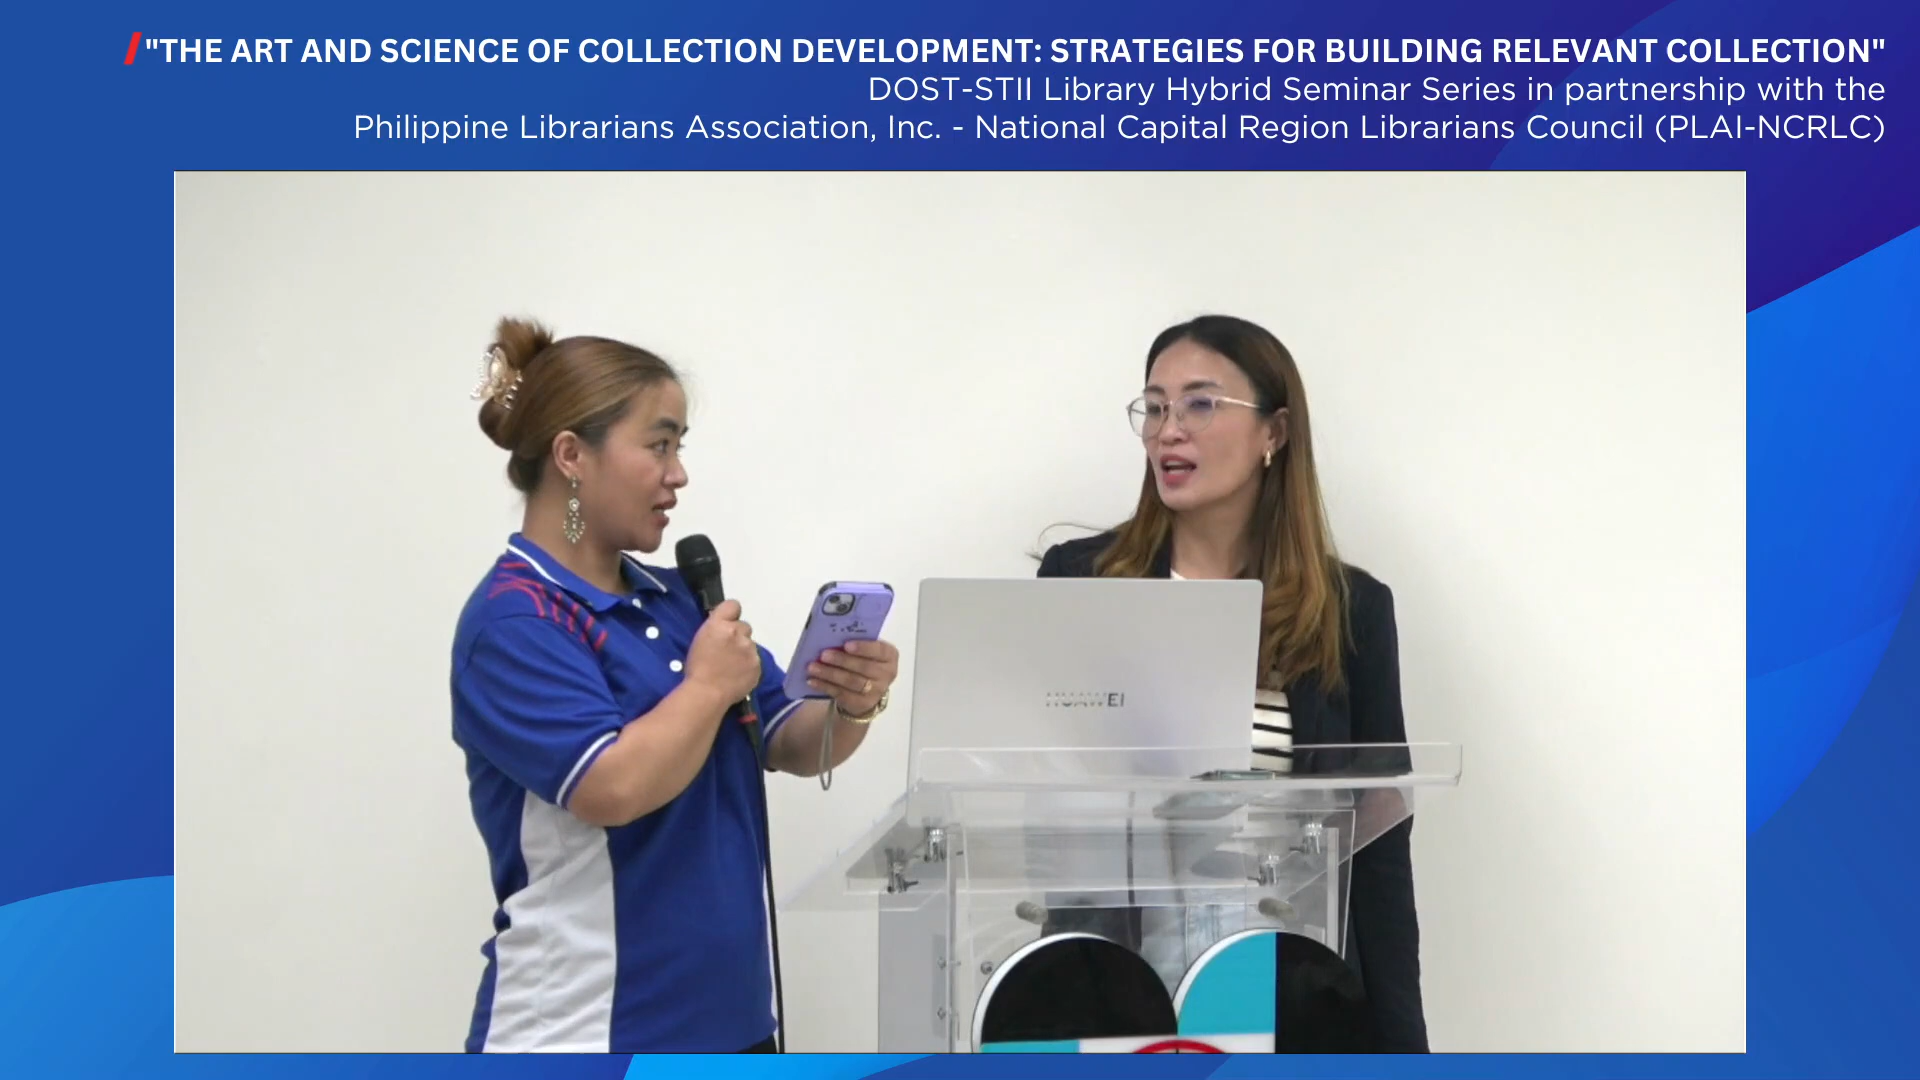 "THE ART AND SCIENCE OF COLLECTION DEVELOPMENT: STRATEGIES FOR BUILDING RELEVANT COLLECTION"
DOST-STII Library Hybrid Seminar Series in partnership with the
Philippine Librarians Association, Inc. - National Capital Region Librarians Council (PLAI-NCRLC)
HUAWEI